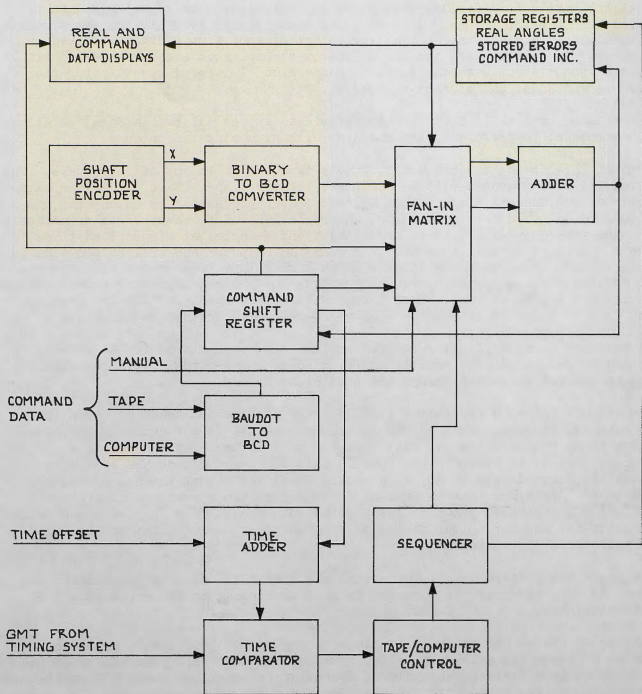 REAL AND
COMMAND
DATA DISPLAYS
STORAGE REGISTERS
REAL ANGLES
STORED ERRORS
COMMAND INC.
SHAFT
POSITION
ENCODER
X
Y
BINARY
TO BCD
COMVERTER
FAN-IN
MATRIX
ADDER
COMMAND
SHIFT
REGISTER
COMMAND
DATA
MANUAL
TAPE
COMPUTER
BAUDOT
TO
BCD
TIME OFFSET
TIME
ADDER
SEQUENCER
GMT FROM
TIMING SYSTEM
TIME
COMPARATOR
TAPE/COMPUTER
CONTROL